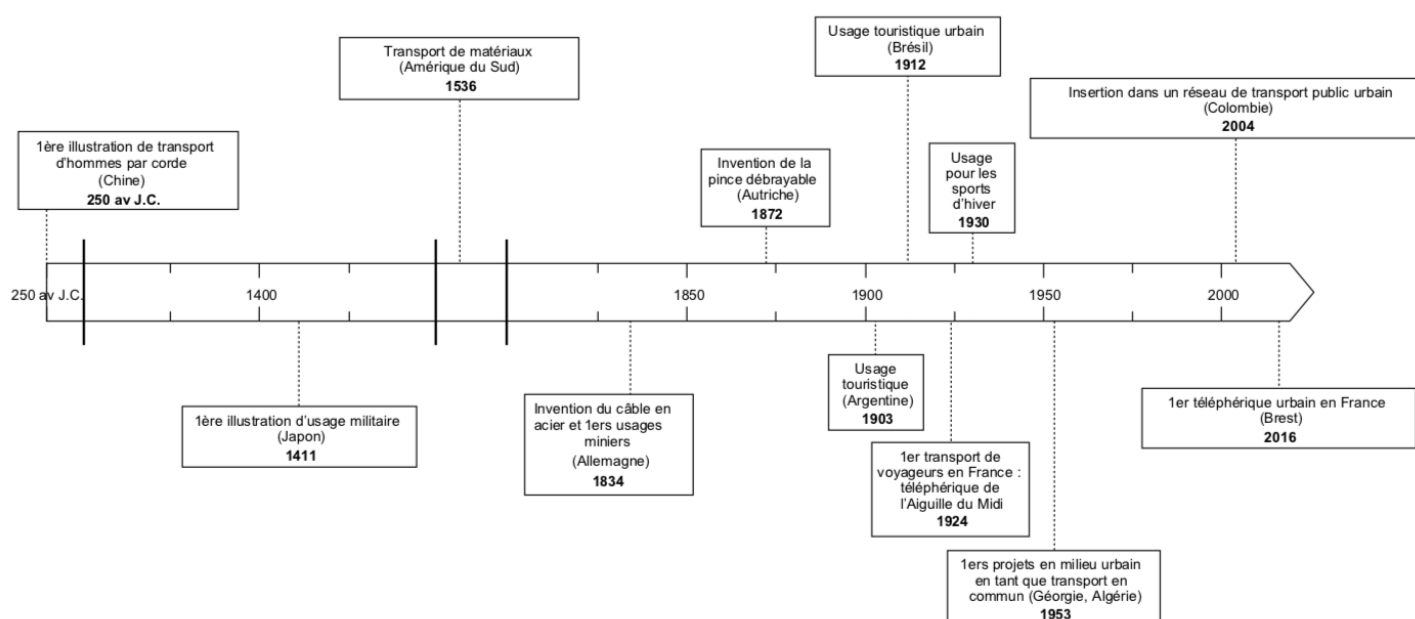 Usage touristique urbain
(Brésil)
1912
Transport de matériaux
(Amérique du Sud)
1536
Insertion dans un réseau de transport public urbain
(Colombie)
2004
1ère illustration de transport
d'hommes par corde
(Chine)
250 av J.C.
Invention de la
pince débrayable
(Autriche)
1872
Usage
pour les
sports
d'hiver
1930
250 av J.C.
1400
1850
1900
1950
2000
1ère illustration d'usage militaire
(Japon)
1411
Invention du câble en
acier et 1ers usages
miniers
(Allemagne)
1834
Usage
touristique
(Argentine)
1903
1er transport de
voyageurs en France :
téléphérique de
l'Aiguille du Midi
1924
1ers projets en milieu urbain
en tant que transport en
commun (Géorgie, Algérie)
1953
1er téléphérique urbain en France
(Brest)
2016